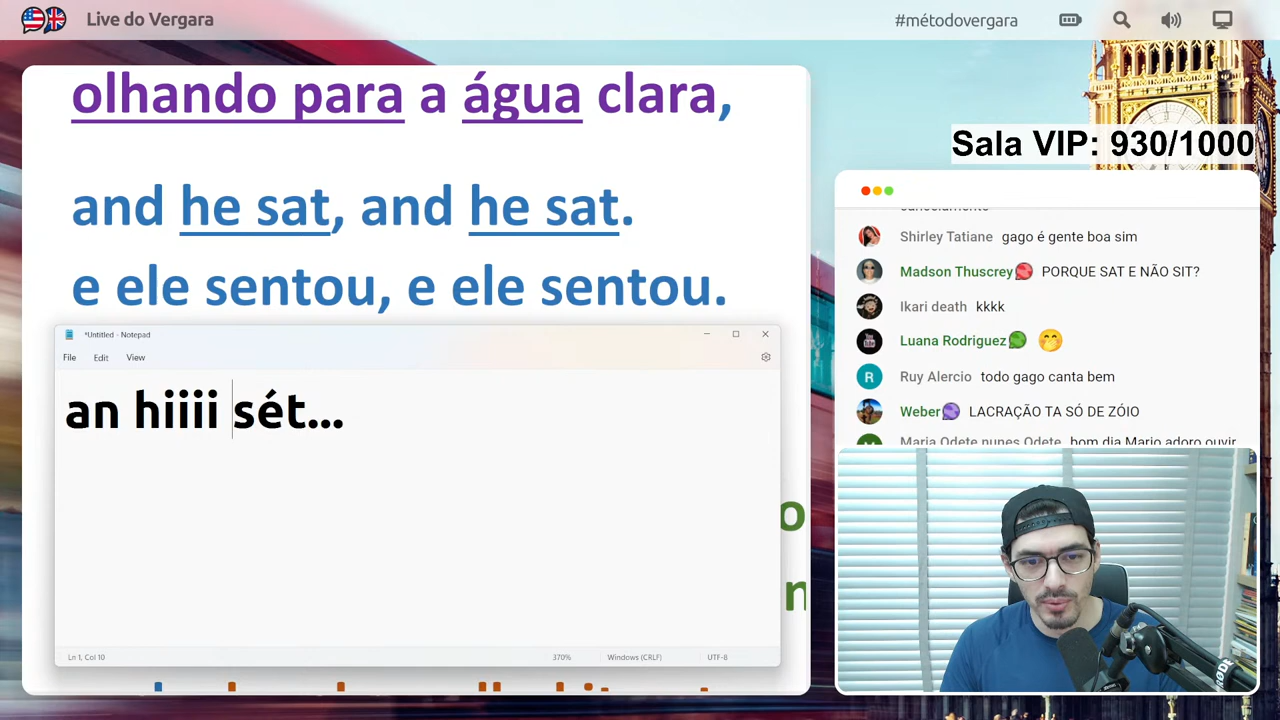 Live do Vergara
#métodovergara
olhando para a água clara,
and he sat, and he sat.
e ele sentou, e ele sentou.
*Untitled - Notepad
File Edit View
an hiiii sét...
Ln 1, Col 10 370% Windows (CRLF) UTF-8
Sala VIP: 930/1000
Shirley Tatiane gago é gente boa sim
Madson Thuscrey PORQUE SAT E NÃO SIT?
Ikari death kkkk
Luana Rodriguez
R Ruy Alercio todo gago canta bem
Weber LACRAÇÃO TA SÓ DE ZÓIO
Maria Odete nunes Odete bom dia Mario adoro ouvir
RØDE